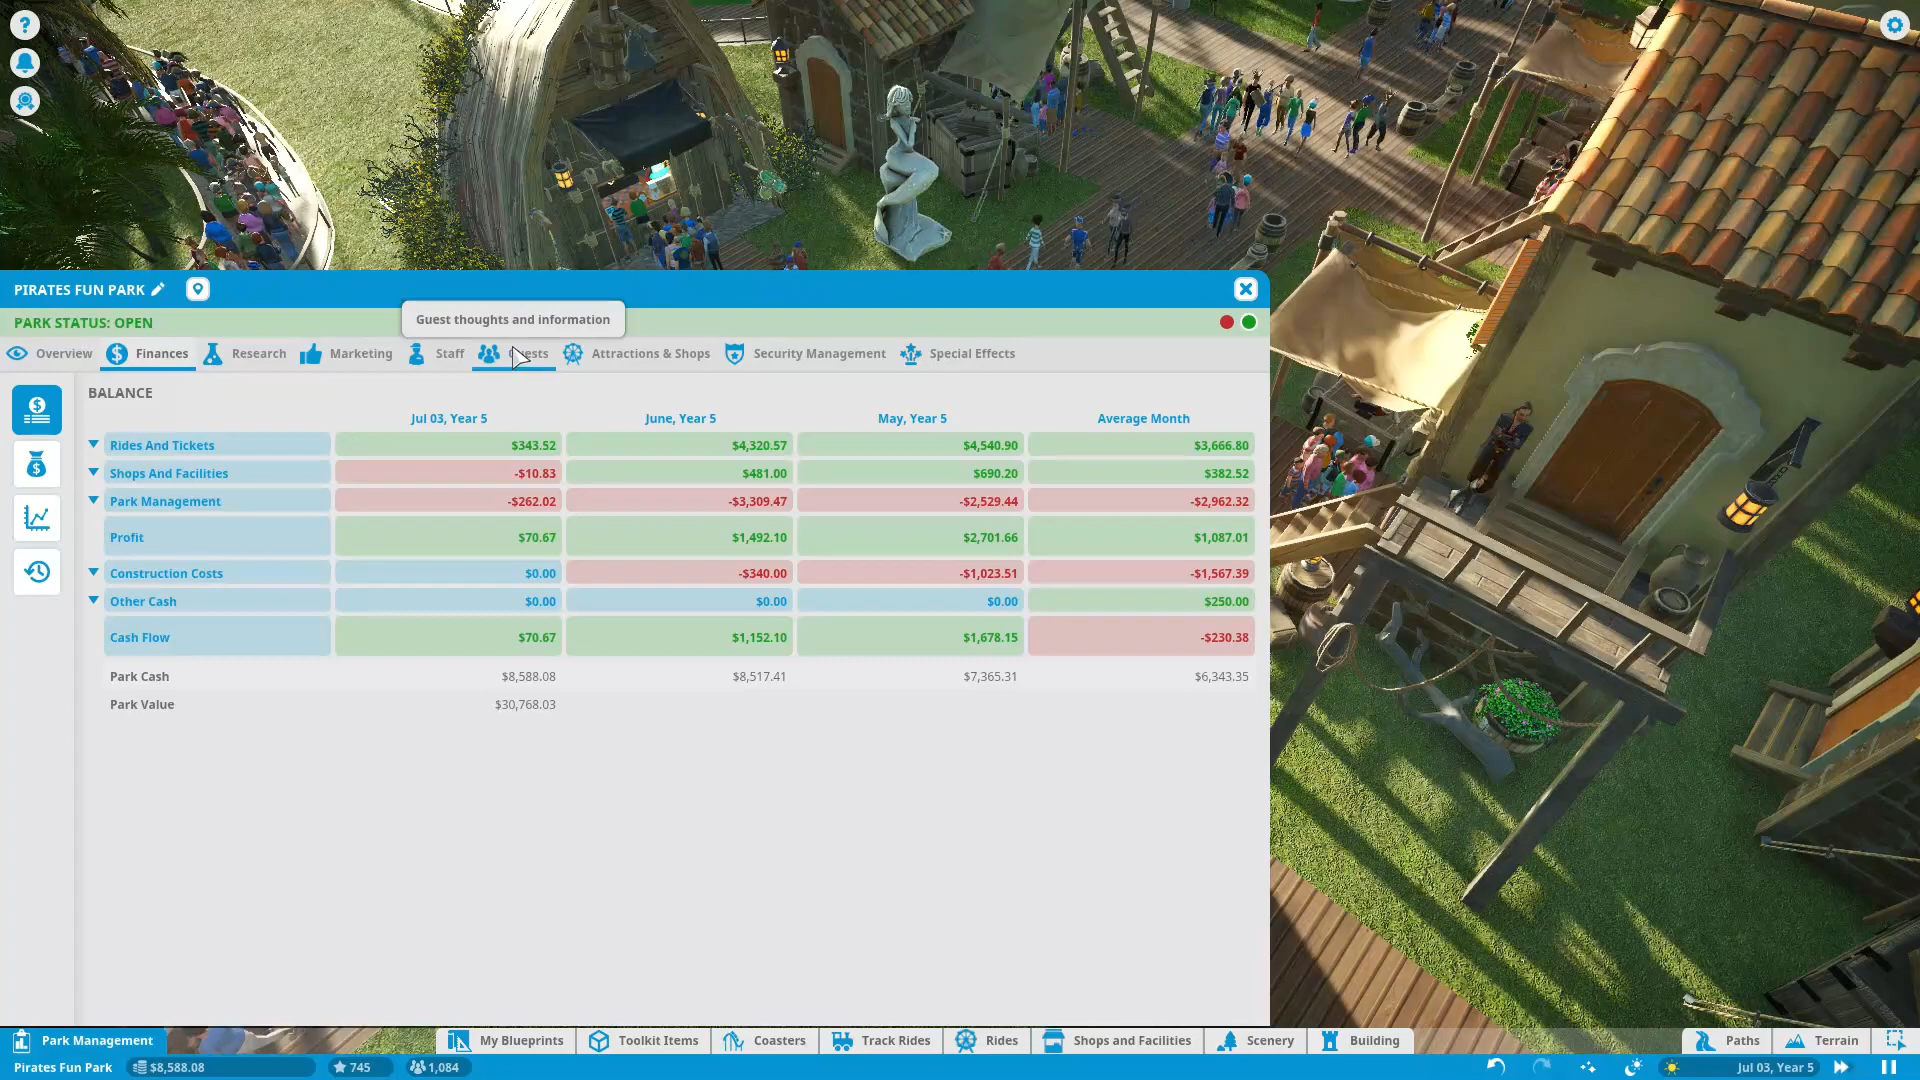 PIRATES FUN PARK
PARK STATUS: OPEN
Guest thoughts and information
Overview Finances Research Marketing Staff Guests Attractions & Shops Security Management Special Effects
BALANCE
Jul 03, Year 5 June, Year 5 May, Year 5 Average Month
Rides And Tickets $343.52 $4,320.57 $4,540.90 $3,666.80
Shops And Facilities -$10.83 $481.00 $690.20 $382.52
Park Management -$262.02 -$3,309.47 -$2,529.44 -$2,962.32
Profit $70.67 $1,492.10 $2,701.66 $1,087.01
Construction Costs $0.00 -$340.00 -$1,023.51 -$1,567.39
Other Cash $0.00 $0.00 $0.00 $250.00
Cash Flow $70.67 $1,152.10 $1,678.15 -$230.38
Park Cash $8,588.08 $8,517.41 $7,365.31 $6,343.35
Park Value $30,768.03
Park Management My Blueprints Toolkit Items Coasters Track Rides Rides Shops and Facilities Scenery Building Paths Terrain
Pirates Fun Park $8,588.08 745 1,084 Jul 03, Year 5